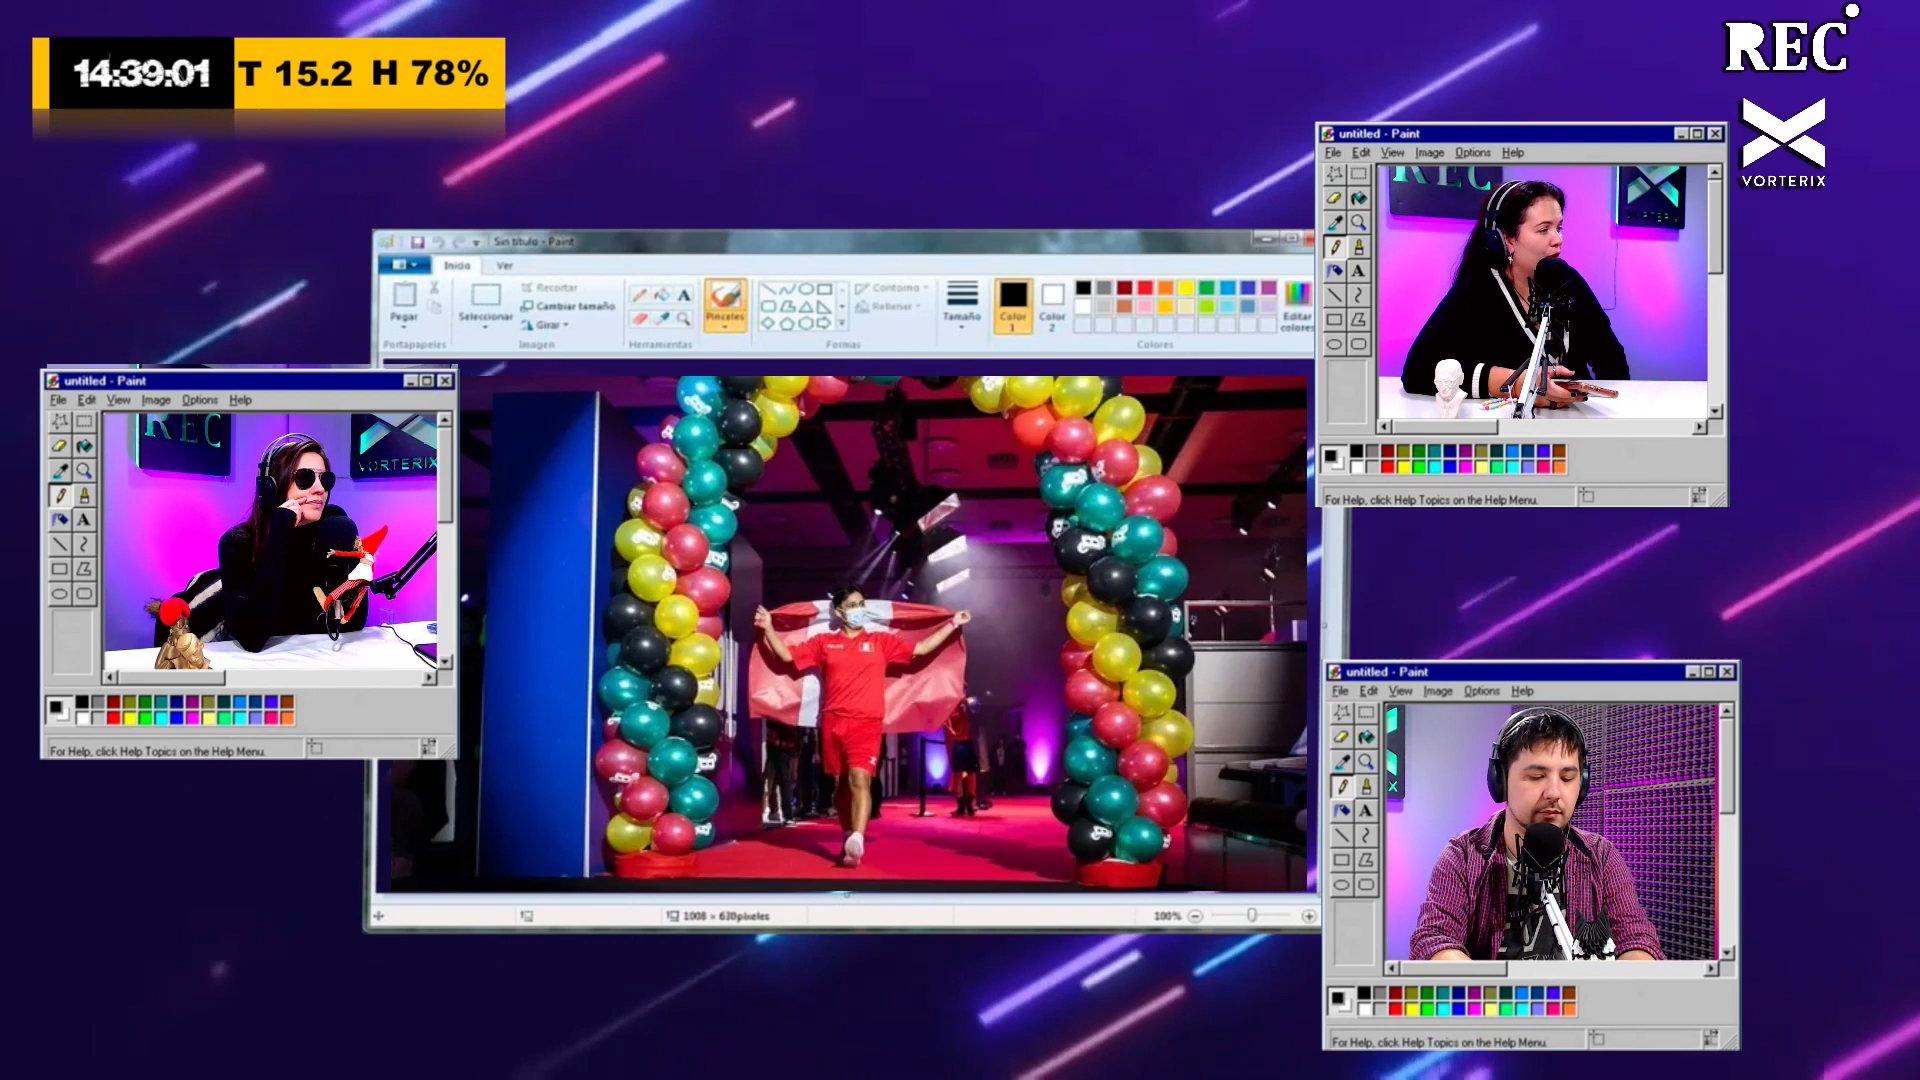 14:39:01 T 15.2 H 78%
REC
VORTERIX
untitled - Paint
File Edit View Image Options Help
REC
VORTERIX
For Help, click Help Topics on the Help Menu.
Sin título - Paint
Inicio Ver
Pegar
Seleccionar
Recortar
Cambiar tamaño
Girar
A
Pinceles
Contorno
Rellenar
Tamaño
Color 1
Color 2
Editar colores
Portapapeles Imagen Herramientas Formas Colores
1008 × 630píxeles
100%
untitled - Paint
File Edit View Image Options Help
REC
VORTERIX
A
For Help, click Help Topics on the Help Menu.
untitled - Paint
File Edit View Image Options Help
A
For Help, click Help Topics on the Help Menu.